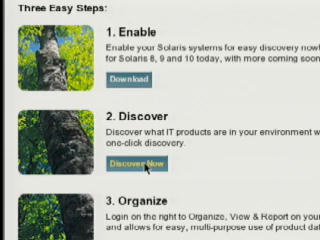 Three Easy Steps:
1. Enable
Enable your Solaris systems for easy discovery now!
for Solaris 8, 9 and 10 today, with more coming soon
Download
2. Discover
Discover what IT products are in your environment w
one-click discovery.
Discover Now
3. Organize
Login on the right to Organize, View & Report on your
and allows for easy, multi-purpose use of product dat